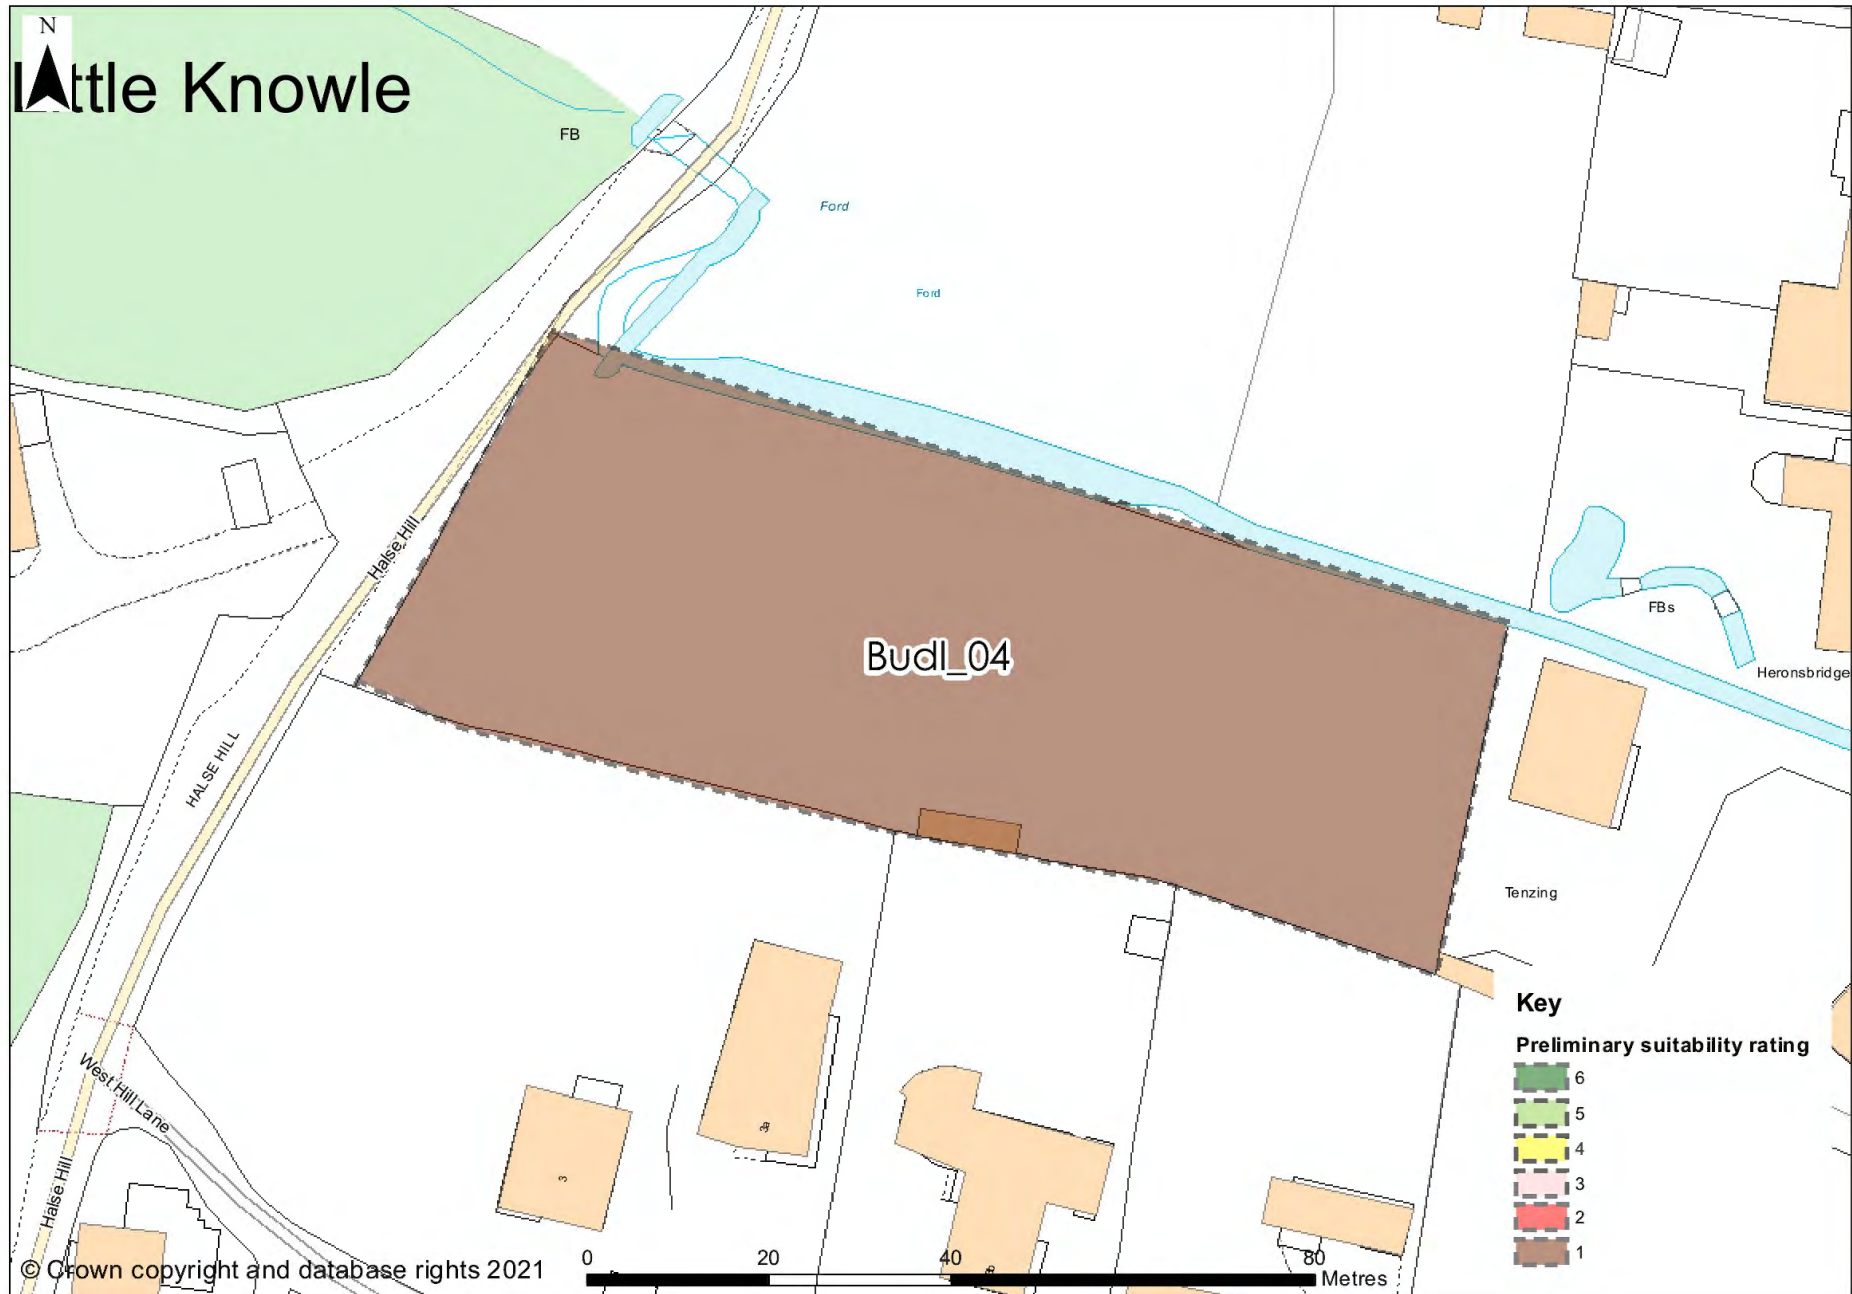 N
ttle Knowle
FB
Ford
Ford
Halse Hill
HALSE HILL
Budl_04
FBs
Heronsbridge
Tenzing
West Hill Lane
Halse Hill
3a
3
Key
Preliminary suitability rating
6
5
4
3
2
1
0 20 40 80
Metres
© Crown copyright and database rights 2021